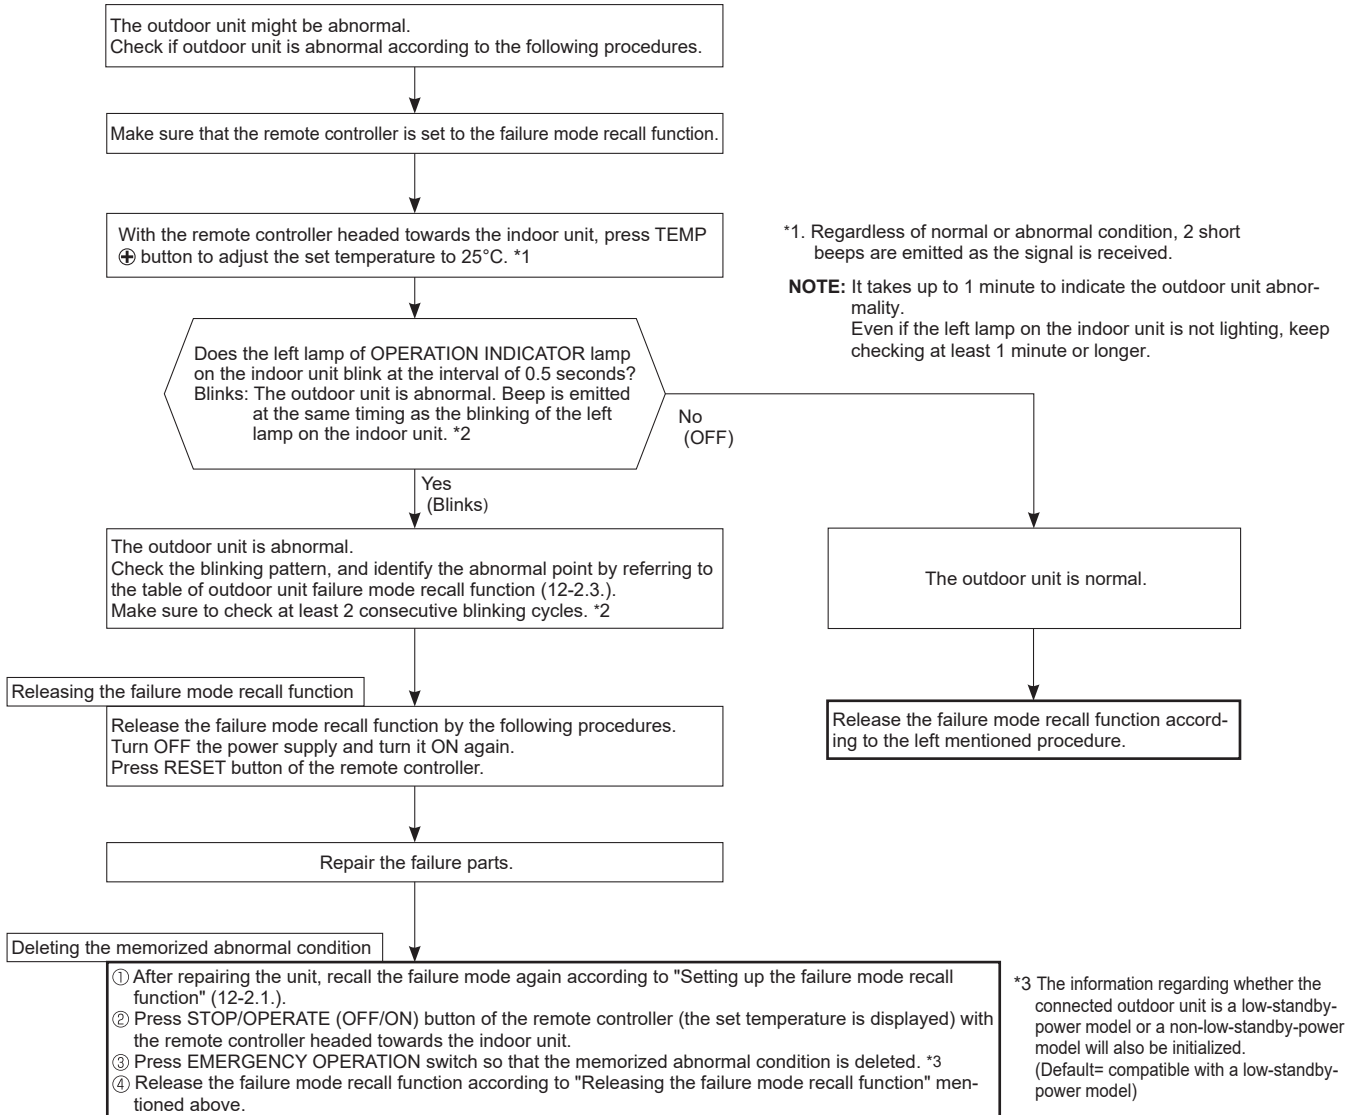 The outdoor unit might be abnormal.
Check if outdoor unit is abnormal according to the following procedures.
Make sure that the remote controller is set to the failure mode recall function.
With the remote controller headed towards the indoor unit, press TEMP
⊕ button to adjust the set temperature to 25°C. *1
*1. Regardless of normal or abnormal condition, 2 short
beeps are emitted as the signal is received.
NOTE: It takes up to 1 minute to indicate the outdoor unit abnor-
mality.
Even if the left lamp on the indoor unit is not lighting, keep
checking at least 1 minute or longer.
Does the left lamp of OPERATION INDICATOR lamp
on the indoor unit blink at the interval of 0.5 seconds?
Blinks: The outdoor unit is abnormal. Beep is emitted
at the same timing as the blinking of the left
lamp on the indoor unit. *2
No
(OFF)
Yes
(Blinks)
The outdoor unit is abnormal.
Check the blinking pattern, and identify the abnormal point by referring to
the table of outdoor unit failure mode recall function (12-2.3.).
Make sure to check at least 2 consecutive blinking cycles. *2
The outdoor unit is normal.
Releasing the failure mode recall function
Release the failure mode recall function by the following procedures.
Turn OFF the power supply and turn it ON again.
Press RESET button of the remote controller.
Release the failure mode recall function accord-
ing to the left mentioned procedure.
Repair the failure parts.
Deleting the memorized abnormal condition
① After repairing the unit, recall the failure mode again according to "Setting up the failure mode recall
function" (12-2.1.).
② Press STOP/OPERATE (OFF/ON) button of the remote controller (the set temperature is displayed) with
the remote controller headed towards the indoor unit.
③ Press EMERGENCY OPERATION switch so that the memorized abnormal condition is deleted. *3
④ Release the failure mode recall function according to "Releasing the failure mode recall function" men-
tioned above.
*3 The information regarding whether the
connected outdoor unit is a low-standby-
power model or a non-low-standby-power
model will also be initialized.
(Default= compatible with a low-standby-
power model)